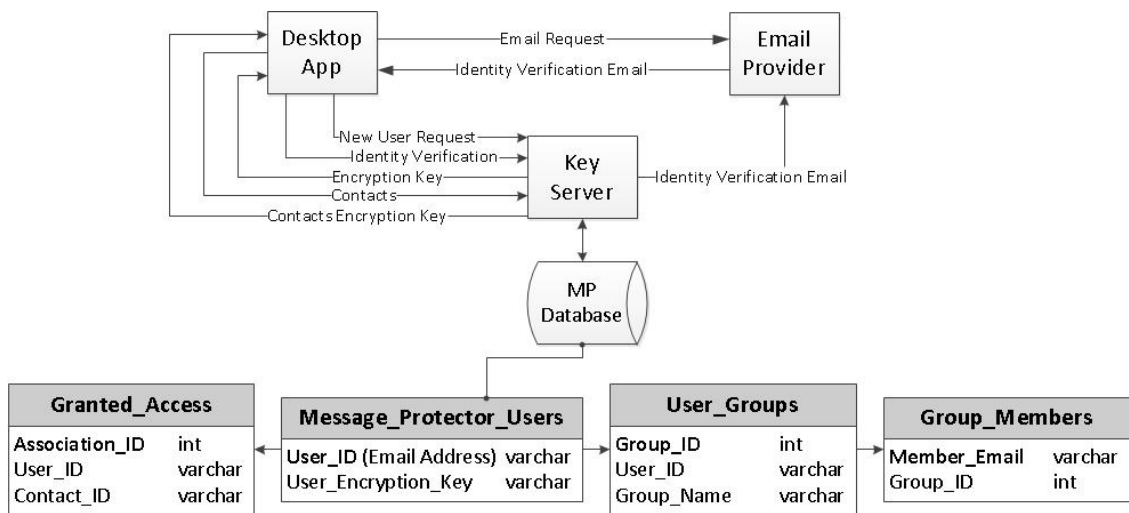 Desktop
App
Email Request
Email
Provider
Identity Verification Email
New User Request
Identity Verification
Encryption Key
Contacts
Contacts Encryption Key
Key
Server
Identity Verification Email
MP
Database
Granted_Access
Association_ID int
User_ID varchar
Contact_ID varchar
Message_Protector_Users
User_ID (Email Address) varchar
User_Encryption_Key varchar
User_Groups
Group_ID int
User_ID varchar
Group_Name varchar
Group_Members
Member_Email varchar
Group_ID int